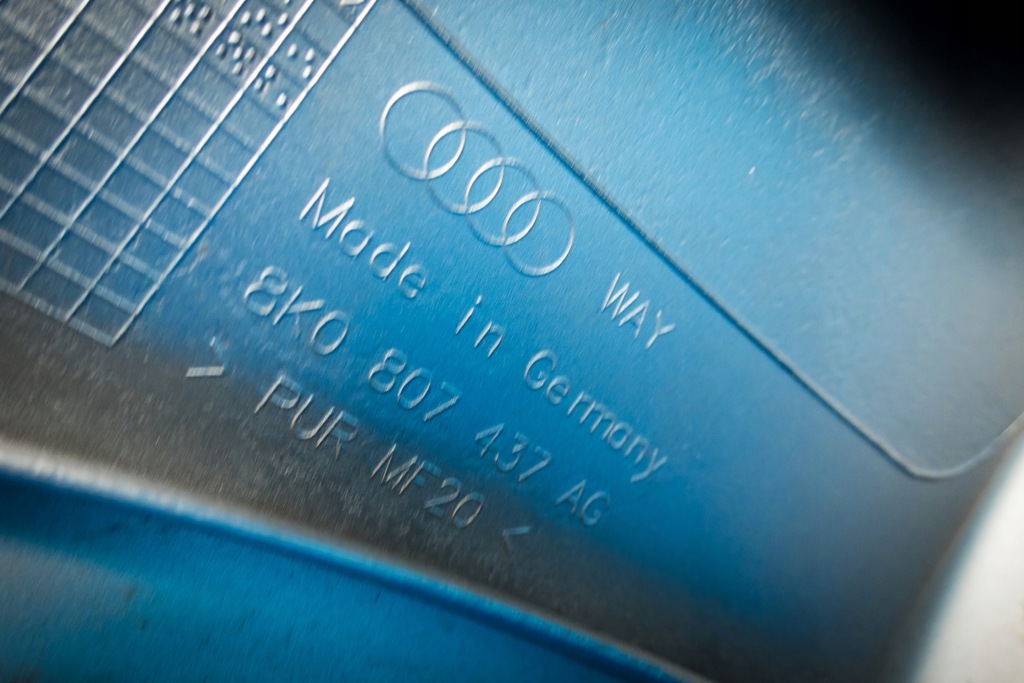 WAY
Made in Germany
8K0 807 437 AG
> PUR MF20 <